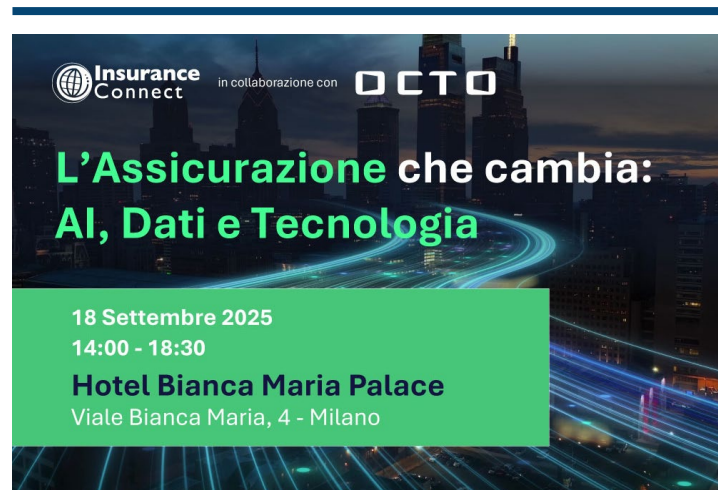 Insurance
Connect
in collaborazione con
OCTO
L’Assicurazione che cambia:
AI, Dati e Tecnologia
18 Settembre 2025
14:00 - 18:30
Hotel Bianca Maria Palace
Viale Bianca Maria, 4 - Milano